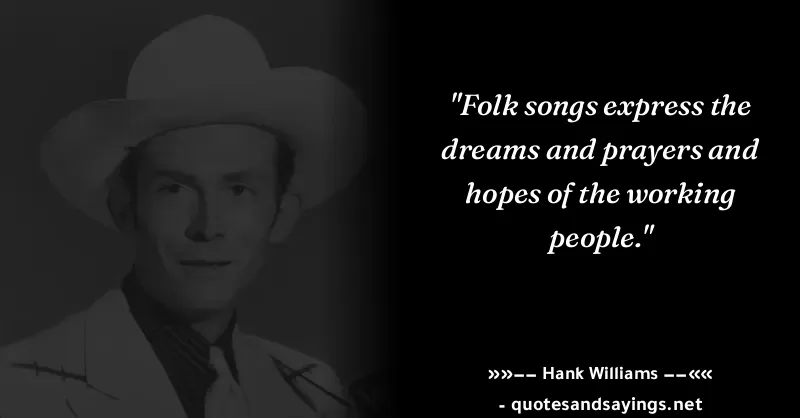 "Folk songs express the
dreams and prayers and
hopes of the working
people."
»»−− Hank Williams −−««
- quotesandsayings.net